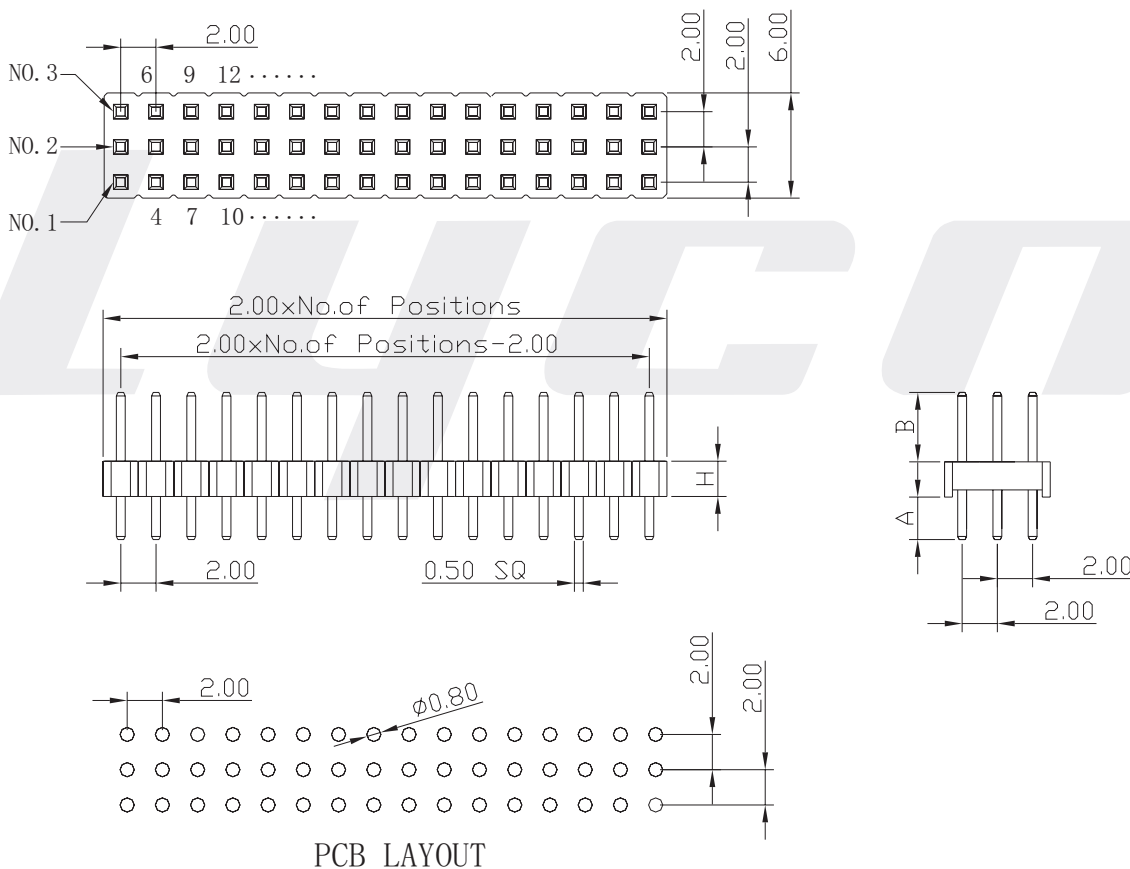 2.00
2.00
2.00
6.00
NO.3
6 9 12 ······
NO.2
NO.1
4 7 10 ······
Lycn
2.00xNo.of Positions
2.00xNo.of Positions-2.00
H
B
A
2.00
0.50 SQ
2.00
2.00
2.00
ø0.80
2.00
2.00
PCB LAYOUT